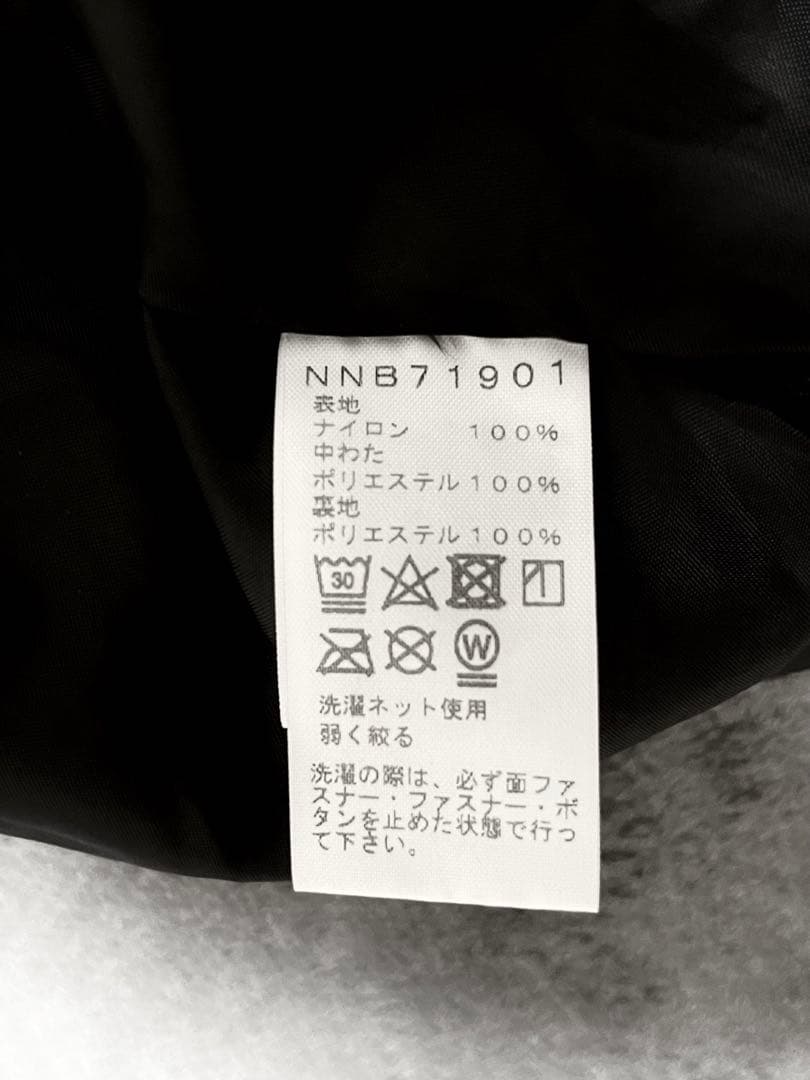 NNB71901
表地
ナイロン 100%
中わた
ポリエステル100%
裏地
ポリエステル100%
30
W
洗濯ネット使用
弱く絞る
洗濯の際は、必ず面ファ
スナー・ファスナー・ボ
タンを止めた状態で行っ
て下さい。